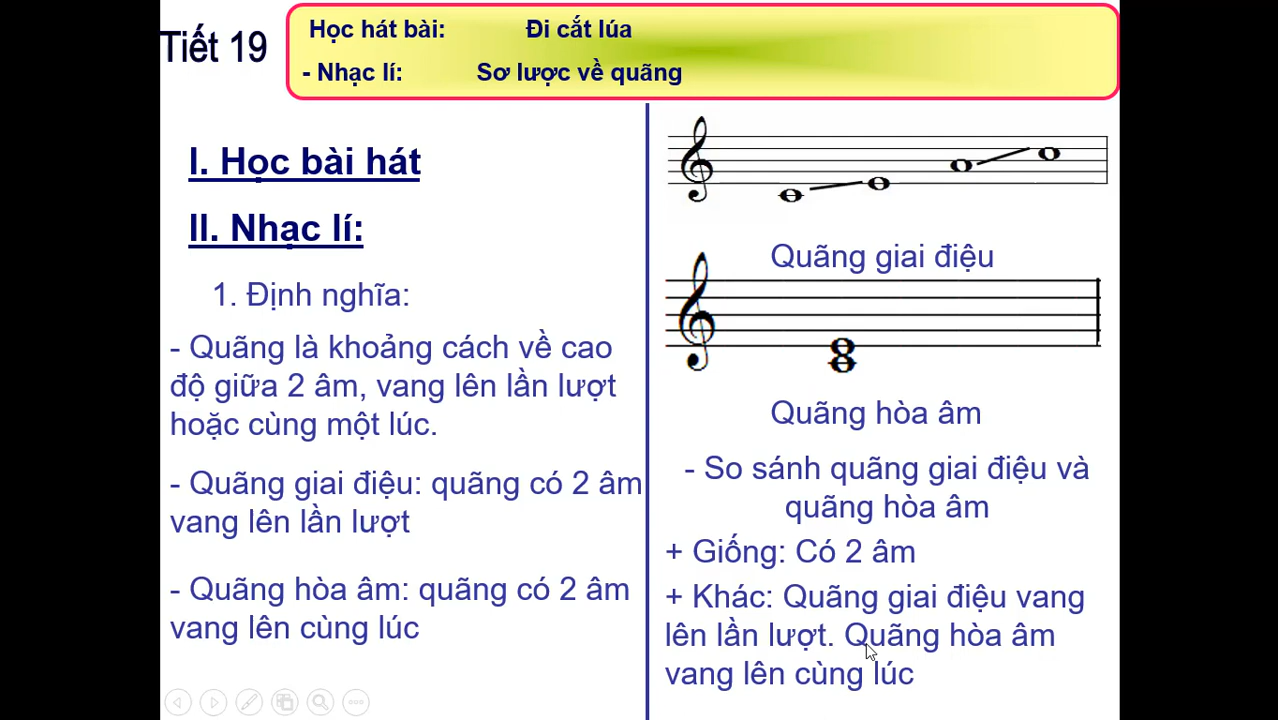 Tiết 19
Học hát bài: Đi cắt lúa
- Nhạc lí: Sơ lược về quãng
I. Học bài hát
II. Nhạc lí:
1. Định nghĩa:
- Quãng là khoảng cách về cao
độ giữa 2 âm, vang lên lần lượt
hoặc cùng một lúc.
- Quãng giai điệu: quãng có 2 âm
vang lên lần lượt
- Quãng hòa âm: quãng có 2 âm
vang lên cùng lúc
Quãng giai điệu
Quãng hòa âm
- So sánh quãng giai điệu và
quãng hòa âm
+ Giống: Có 2 âm
+ Khác: Quãng giai điệu vang
lên lần lượt. Quãng hòa âm
vang lên cùng lúc